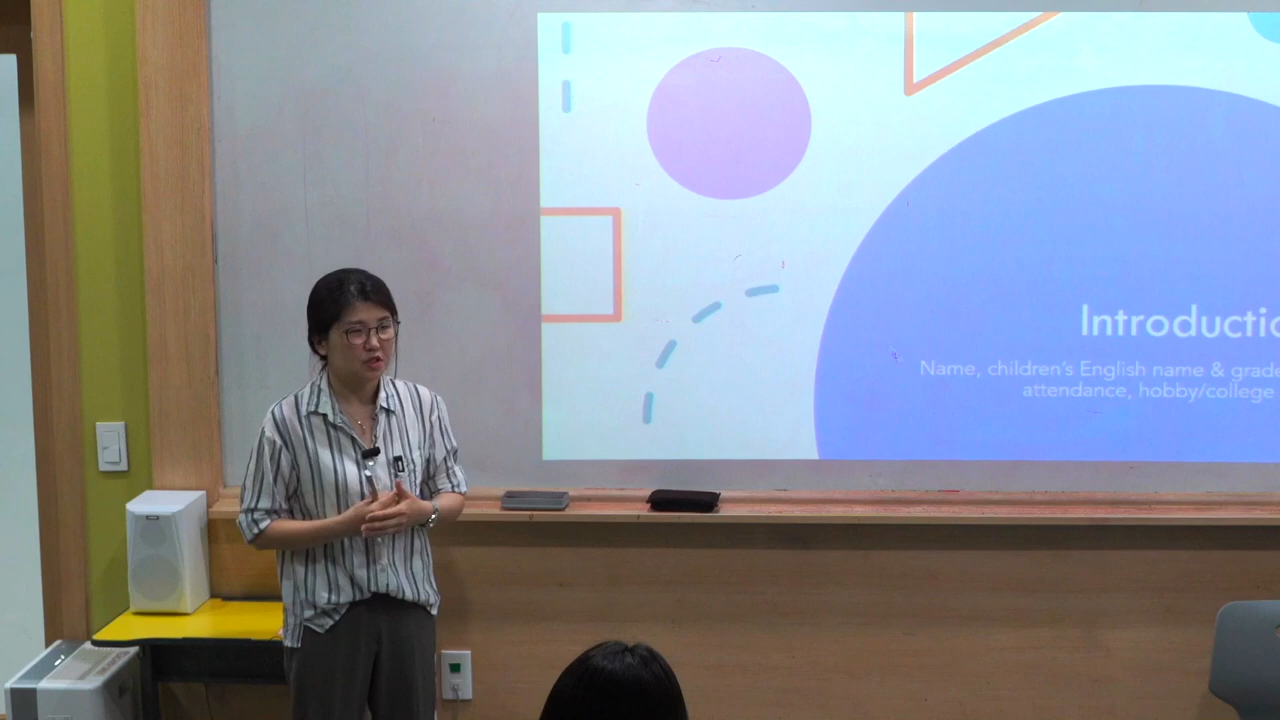 Introductio
Name, children's English name & grade
attendance, hobby/college